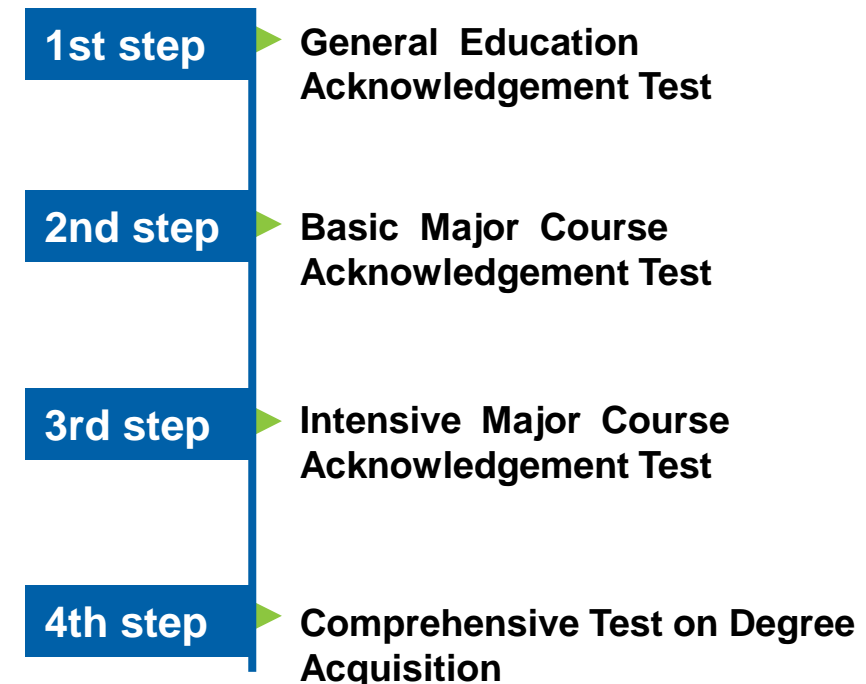 1st step
General Education
Acknowledgement Test
2nd step
Basic Major Course
Acknowledgement Test
3rd step
Intensive Major Course
Acknowledgement Test
4th step
Comprehensive Test on Degree
Acquisition